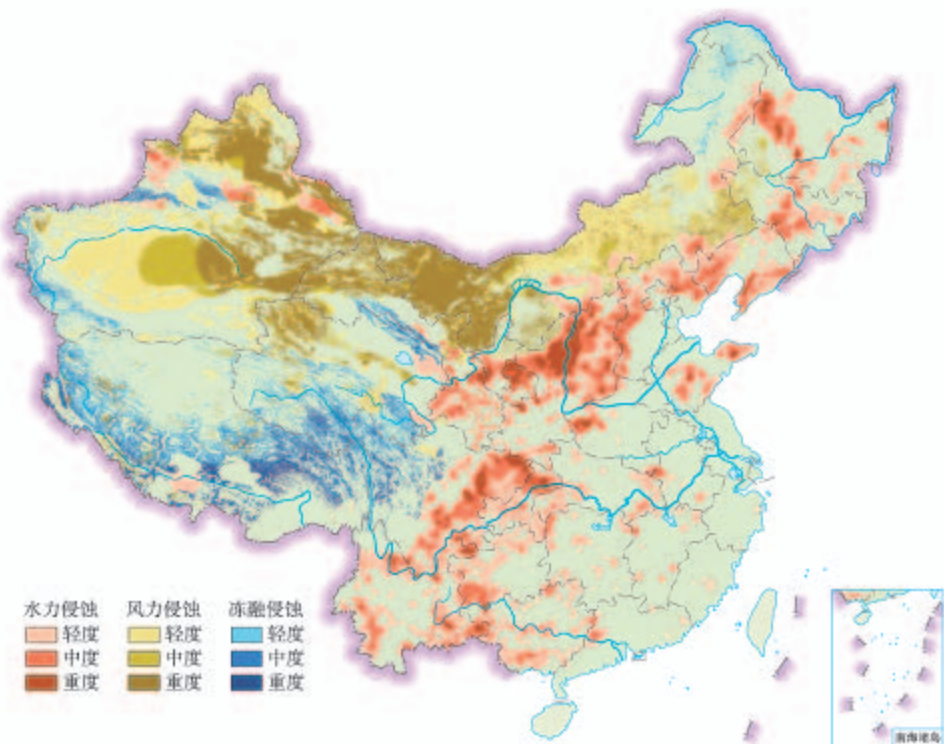 水力侵蚀 风力侵蚀 冻融侵蚀
轻度 轻度 轻度
中度 中度 中度
重度 重度 重度
南海诸岛